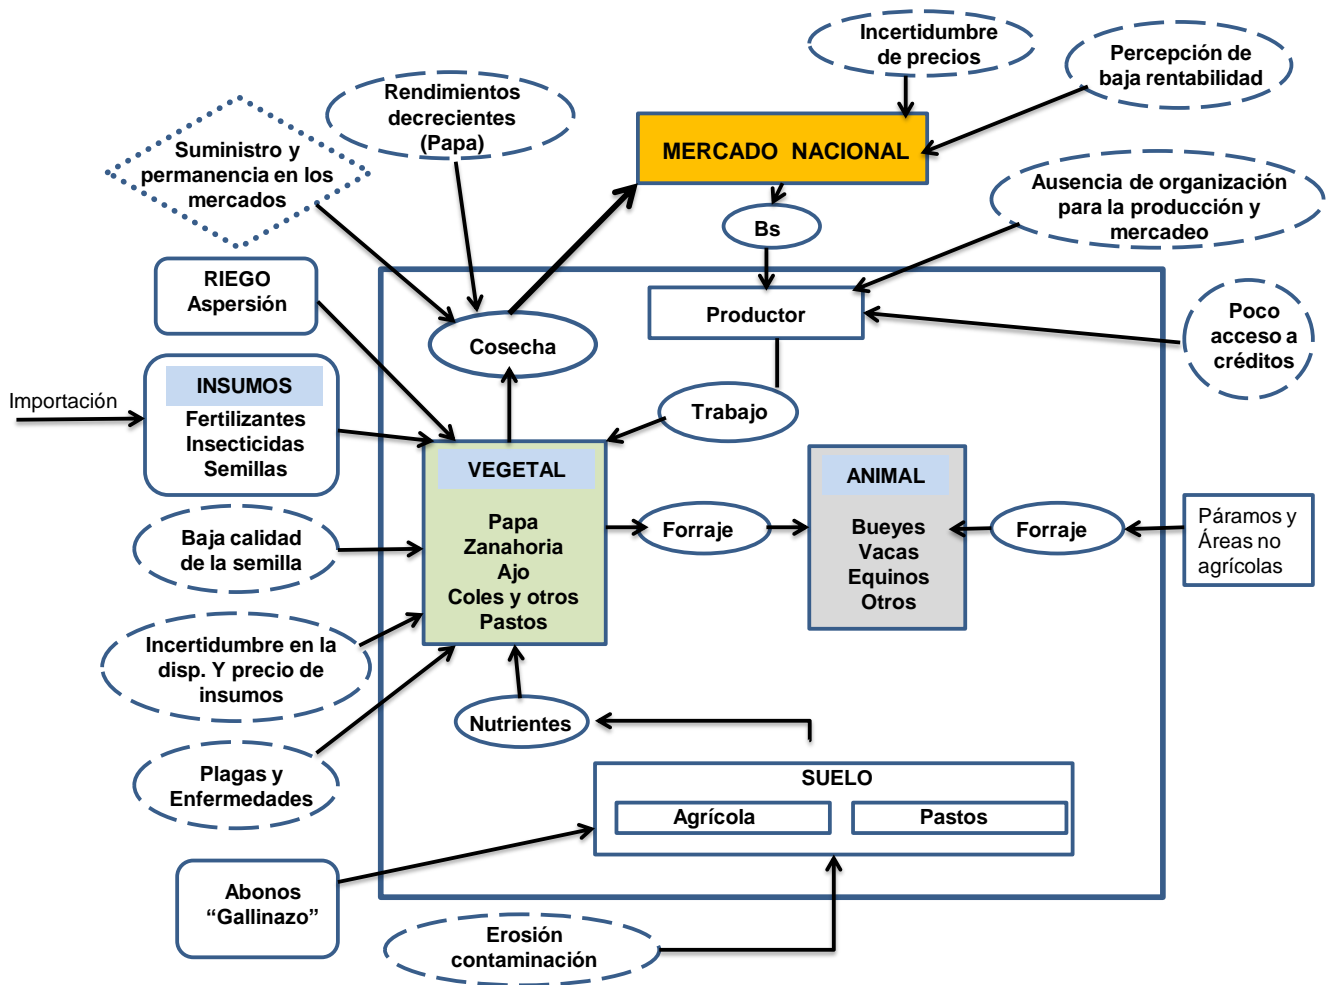 Incertidumbre
de precios
Percepción de
baja rentabilidad
Rendimientos
decrecientes
(Papa)
Suministro y
permanencia en los
mercados
MERCADO NACIONAL
Ausencia de organización
para la producción y
mercadeo
Bs
RIEGO
Aspersión
Productor
Poco
acceso a
créditos
Cosecha
Importación
INSUMOS
Fertilizantes
Insecticidas
Semillas
Trabajo
VEGETAL
Papa
Zanahoria
Ajo
Coles y otros
Pastos
ANIMAL
Bueyes
Vacas
Equinos
Otros
Forraje
Forraje
Páramos y
Áreas no
agrícolas
Baja calidad
de la semilla
Incertidumbre en la
disp. Y precio de
insumos
Nutrientes
Plagas y
Enfermedades
SUELO
Agrícola
Pastos
Abonos
“Gallinazo”
Erosión
contaminación